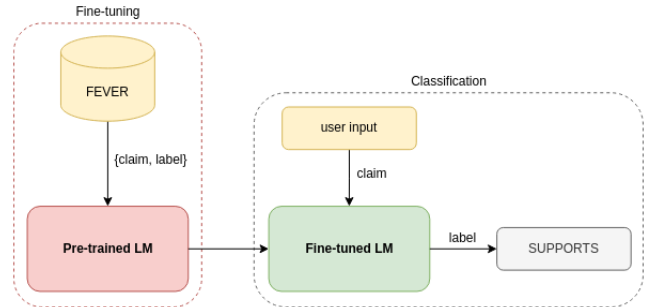 Fine-tuning
FEVER
{claim, label}
Pre-trained LM
Classification
user input
claim
Fine-tuned LM
label
SUPPORTS